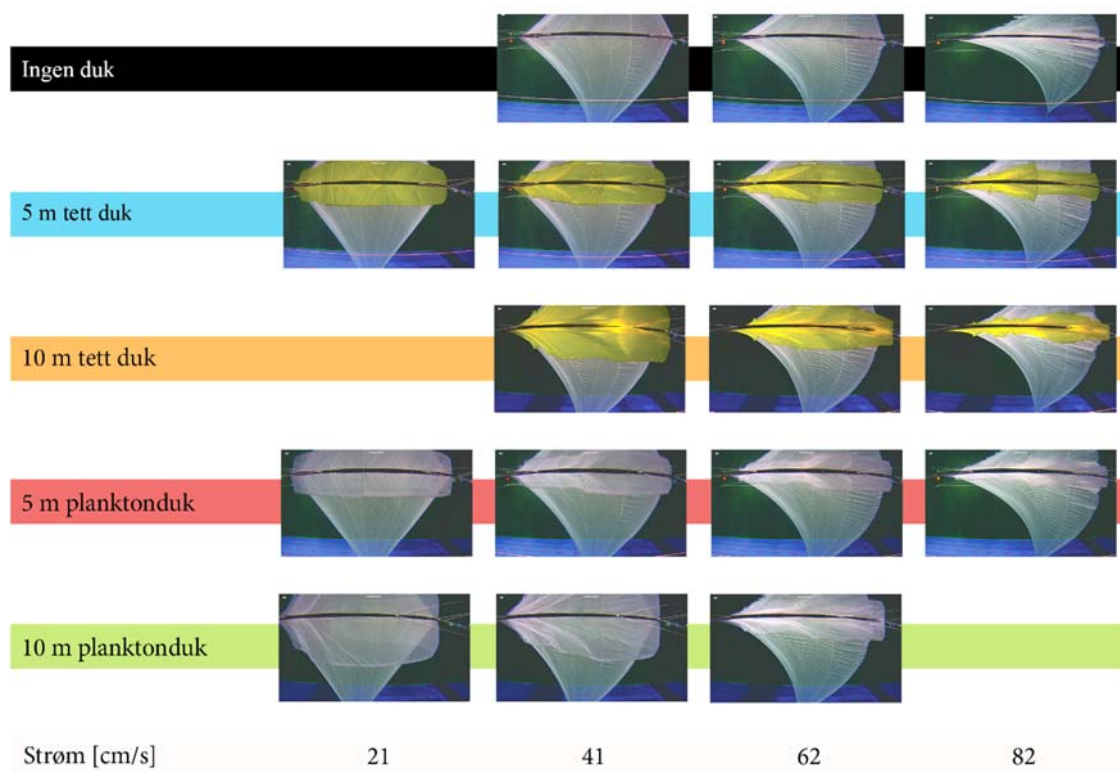 Ingen duk
5 m tett duk
10 m tett duk
5 m planktonduk
10 m planktonduk
Strøm [cm/s] 21 41 62 82